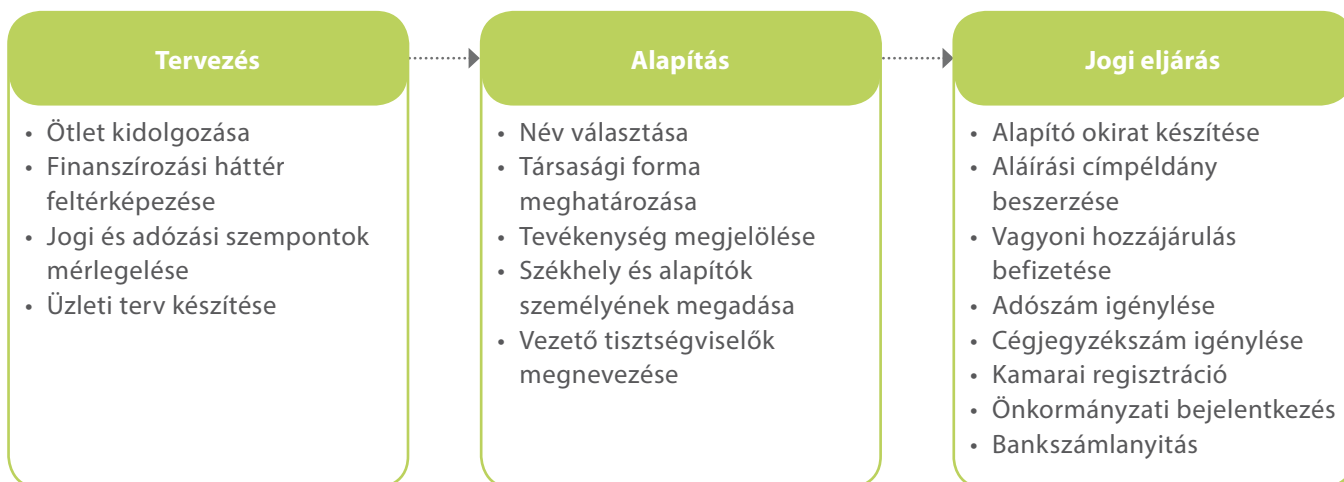 Tervezés
• Ötlet kidolgozása
• Finanszírozási háttér
feltérképezése
• Jogi és adózási szempontok
mérlegelése
• Üzleti terv készítése
Alapítás
• Név választása
• Társasági forma
meghatározása
• Tevékenység megjelölése
• Székhely és alapítók
személyének megadása
• Vezető tisztségviselők
megnevezése
Jogi eljárás
• Alapító okirat készítése
• Aláírási címpéldány
beszerzése
• Vagyoni hozzájárulás
befizetése
• Adószám igénylése
• Cégjegyzékszám igénylése
• Kamarai regisztráció
• Önkormányzati bejelentkezés
• Bankszámlanyitás